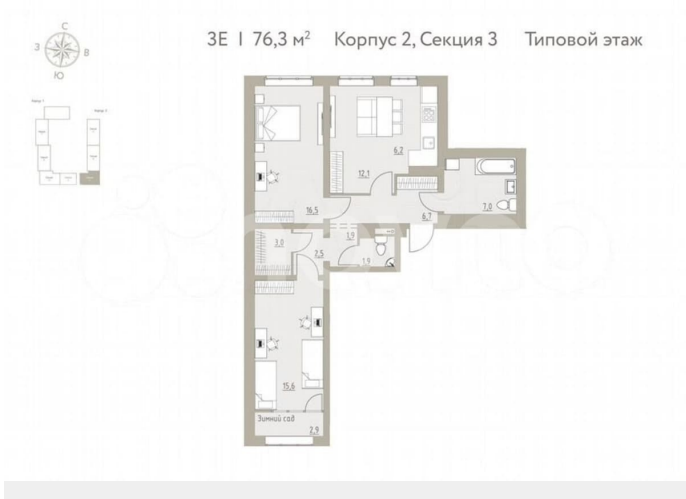 С
З
В
Ю
3Е | 76,3 м² Корпус 2, Секция 3 Типовой этаж
6,2
12,1
16,5
7,0
6,7
1,9
3,0
2,5
1,9
15,6
Зимний сад
2,9